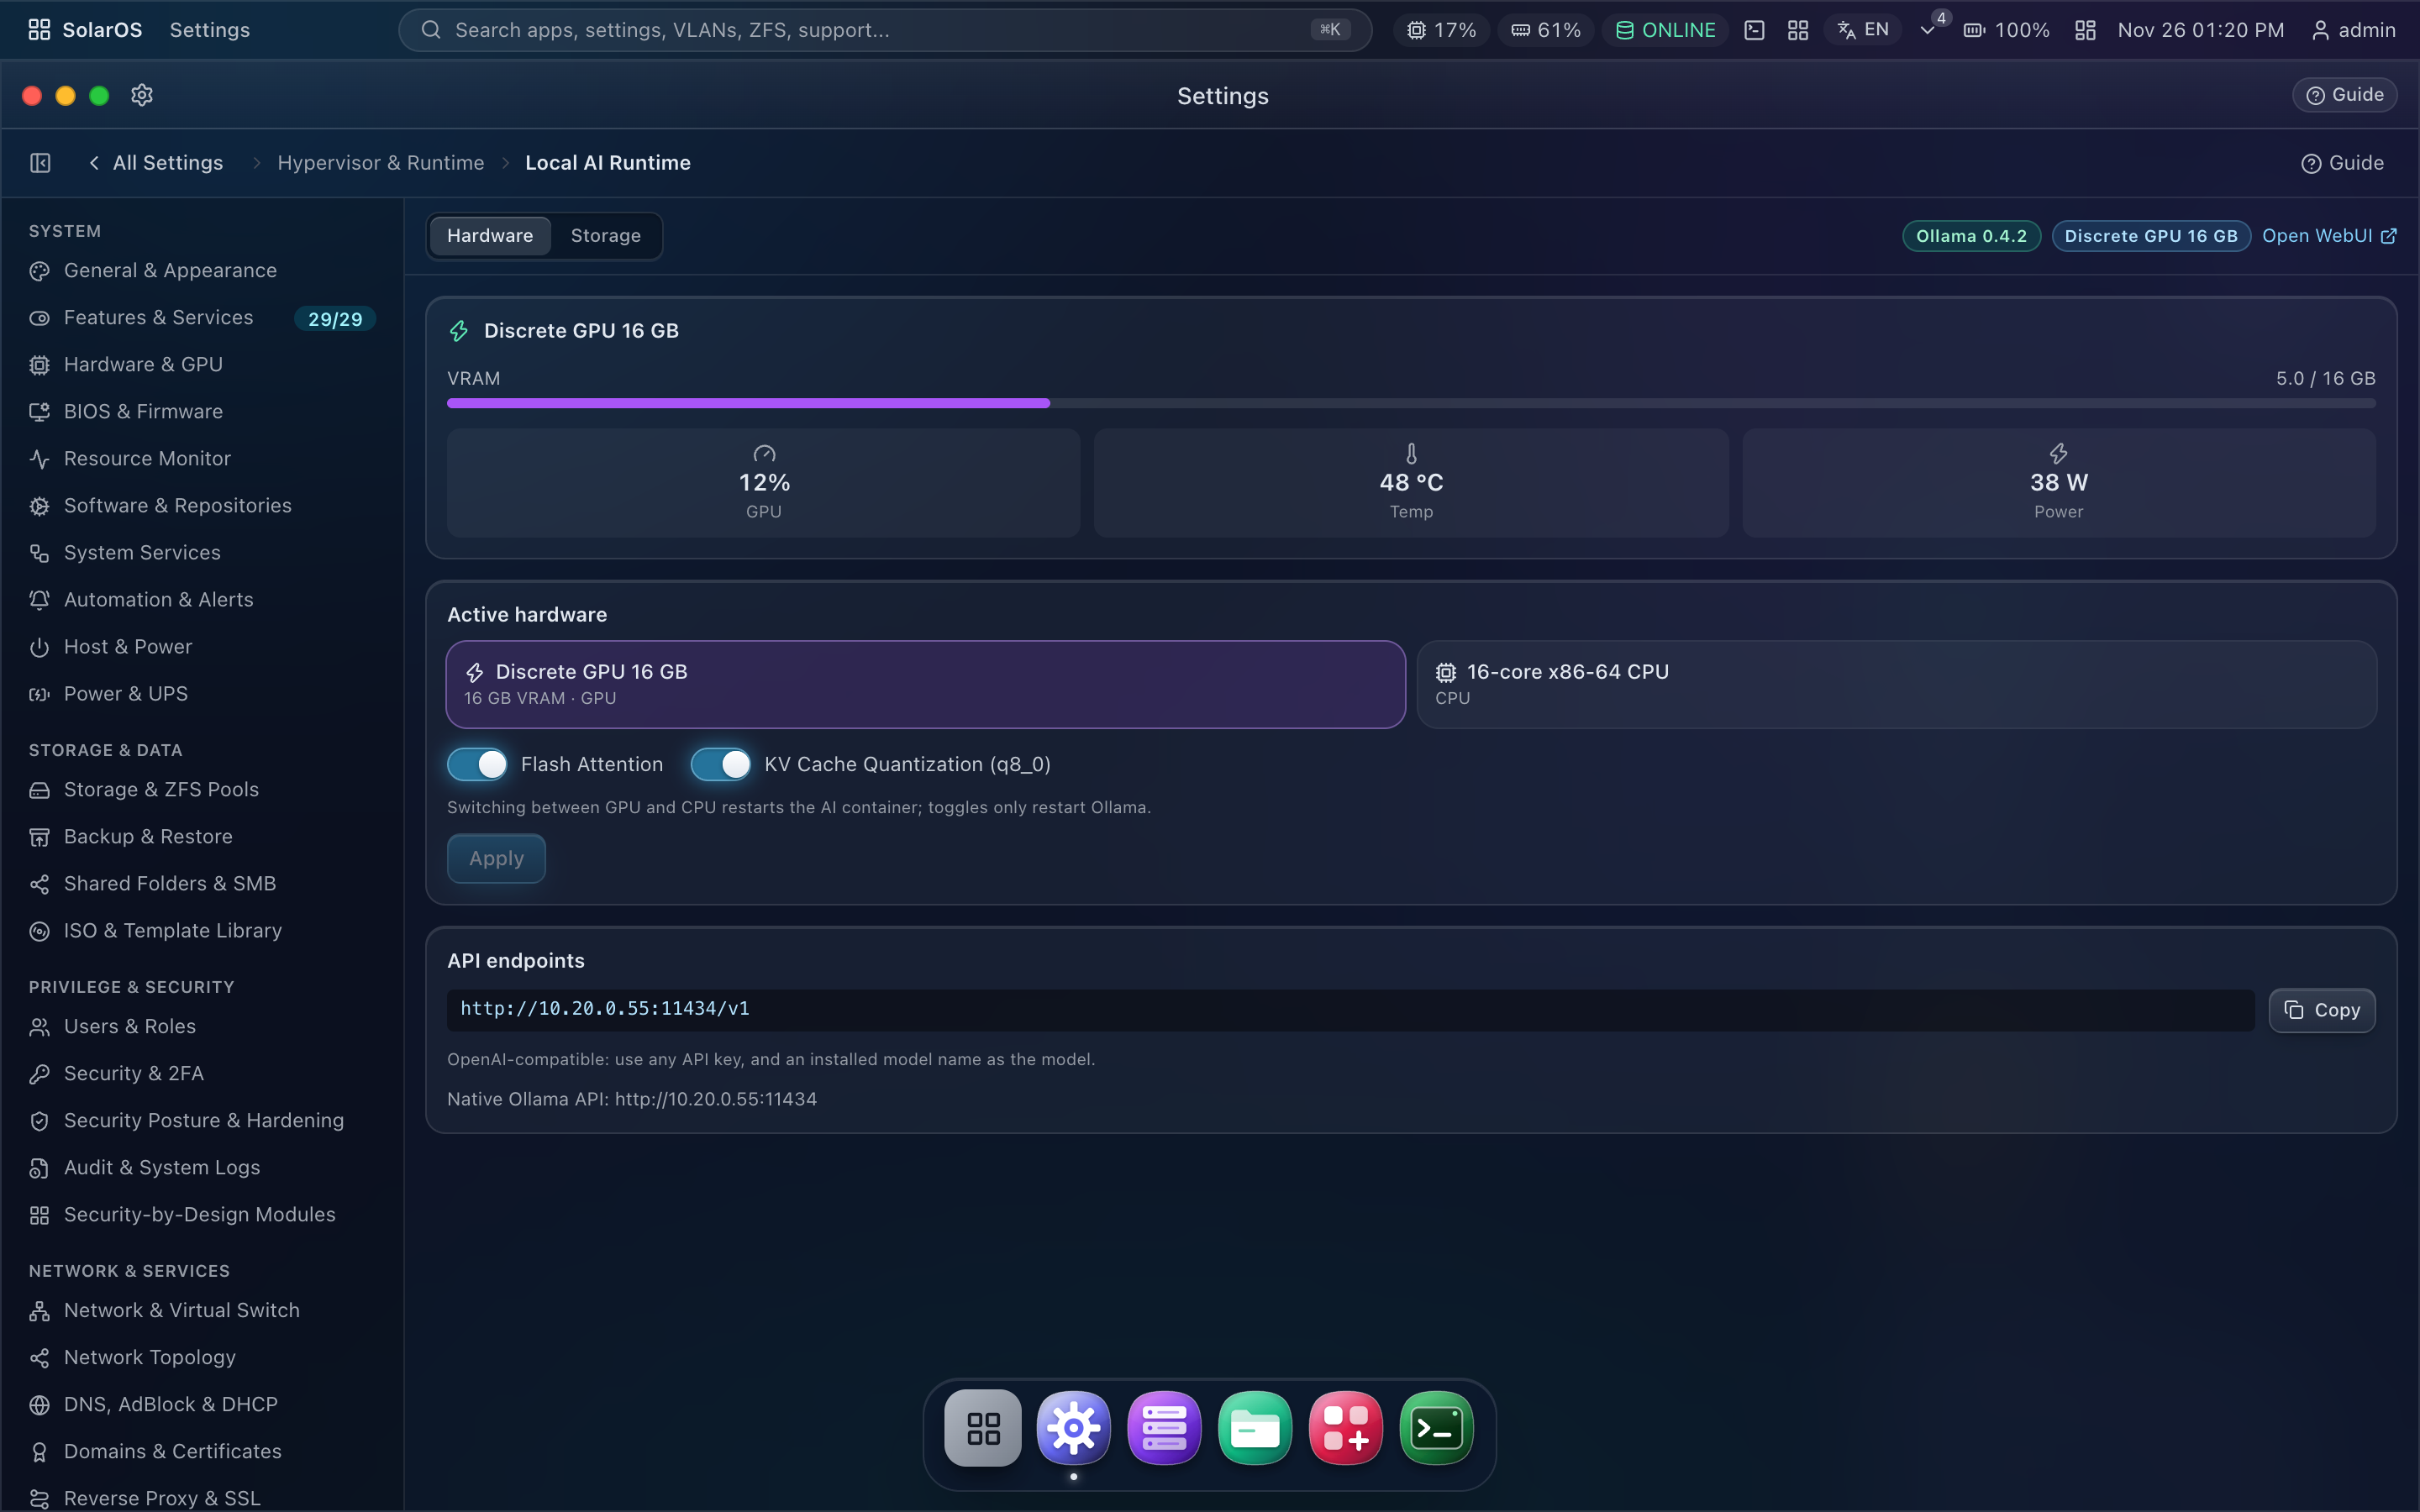 SolarOS Settings Search apps, settings, VLANs, ZFS, support... ⌘K 17% 61% ONLINE EN 4 100% Nov 26 01:20 PM admin
Settings Guide
All Settings Hypervisor & Runtime Local AI Runtime Guide
SYSTEM
General & Appearance
Features & Services 29/29
Hardware & GPU
BIOS & Firmware
Resource Monitor
Software & Repositories
System Services
Automation & Alerts
Host & Power
Power & UPS
STORAGE & DATA
Storage & ZFS Pools
Backup & Restore
Shared Folders & SMB
ISO & Template Library
PRIVILEGE & SECURITY
Users & Roles
Security & 2FA
Security Posture & Hardening
Audit & System Logs
Security-by-Design Modules
NETWORK & SERVICES
Network & Virtual Switch
Network Topology
DNS, AdBlock & DHCP
Domains & Certificates
Reverse Proxy & SSL
Hardware Storage Ollama 0.4.2 Discrete GPU 16 GB Open WebUI
Discrete GPU 16 GB
VRAM 5.0 / 16 GB
12% 48 °C 38 W
GPU Temp Power
Active hardware
Discrete GPU 16 GB 16-core x86-64 CPU
16 GB VRAM · GPU CPU
Flash Attention KV Cache Quantization (q8_0)
Switching between GPU and CPU restarts the AI container; toggles only restart Ollama.
Apply
API endpoints
http://10.20.0.55:11434/v1 Copy
OpenAI-compatible: use any API key, and an installed model name as the model.
Native Ollama API: http://10.20.0.55:11434